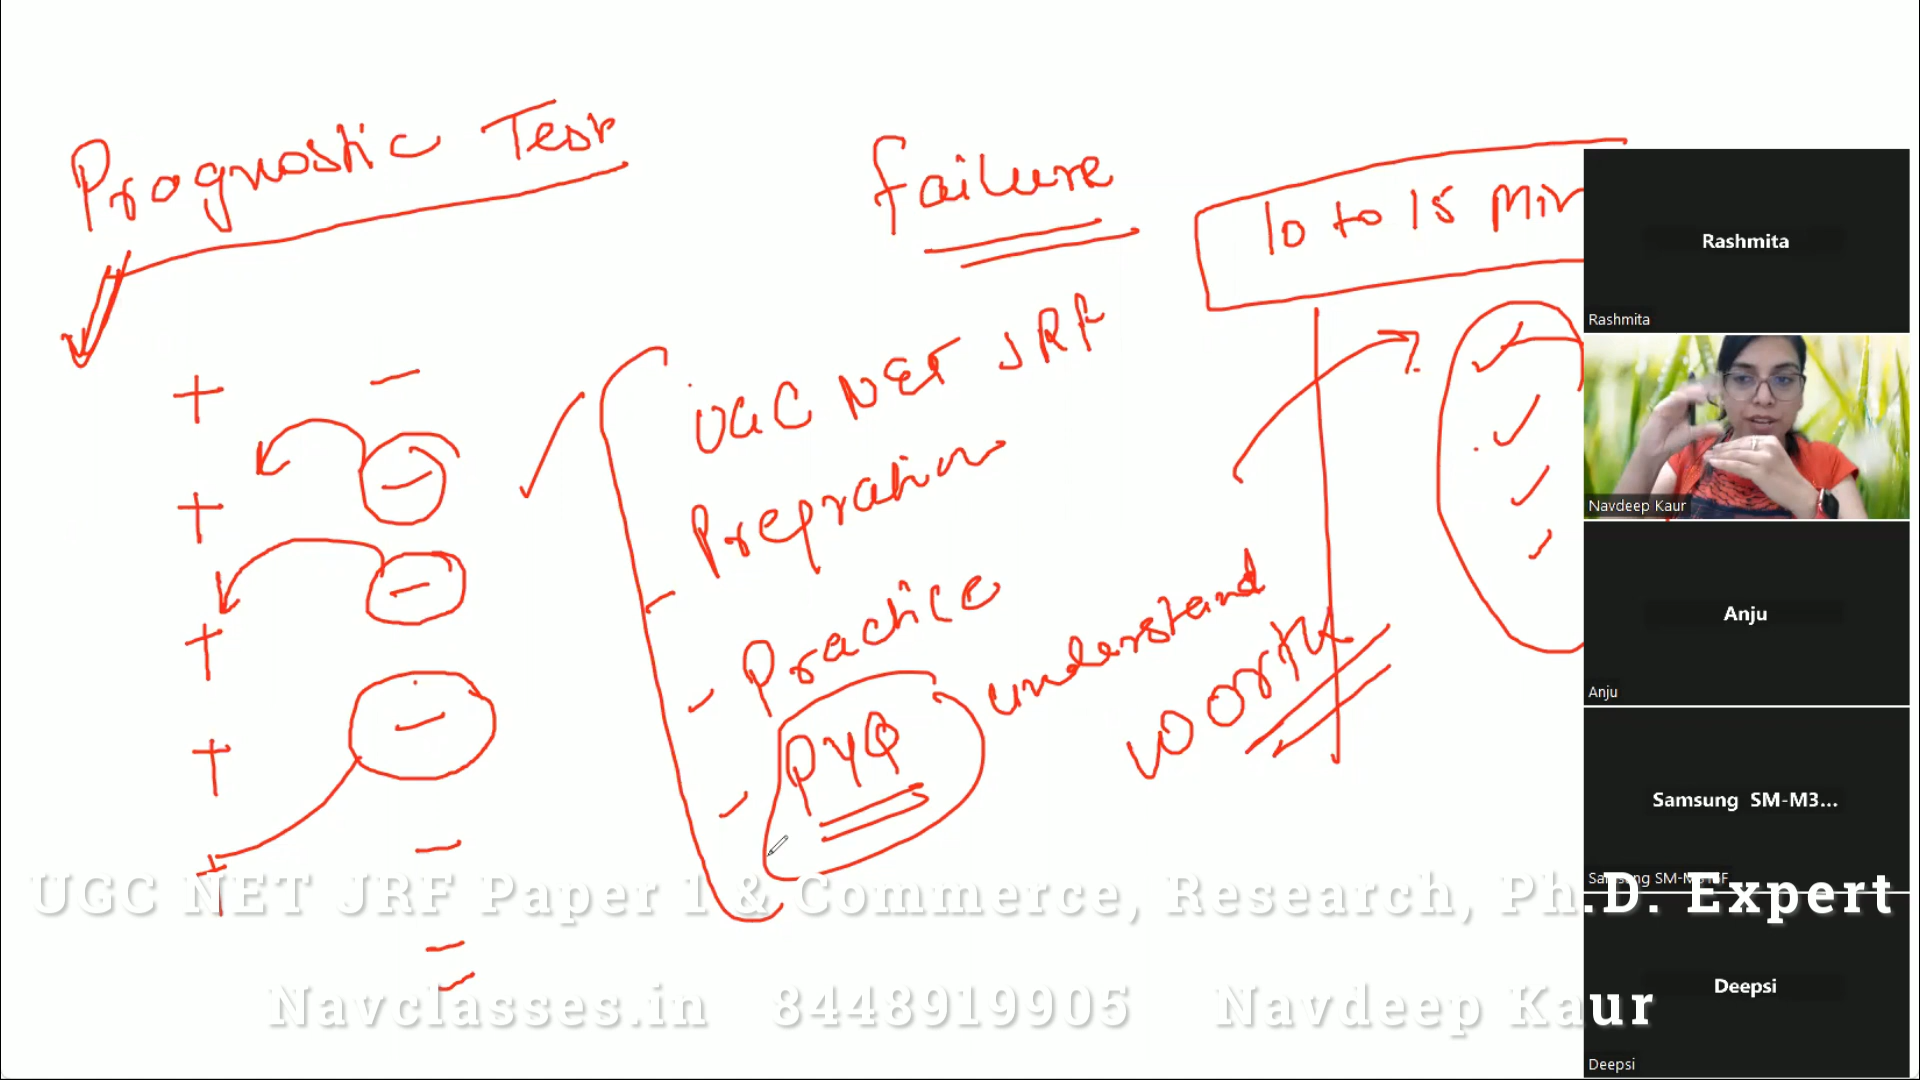 Prognostic Test
failure
10 to 15 Min
+ -
UGC NET JRF
Prepration
- Practice
- PYQ
understand
worth
Rashmita
Rashmita
Navdeep Kaur
Anju
Anju
Samsung SM-M3...
Deepsi
Deepsi
UGC NET JRF Paper 1 & Commerce, Research, Ph.D. Expert
Navclasses.in 8448919905 Navdeep Kaur